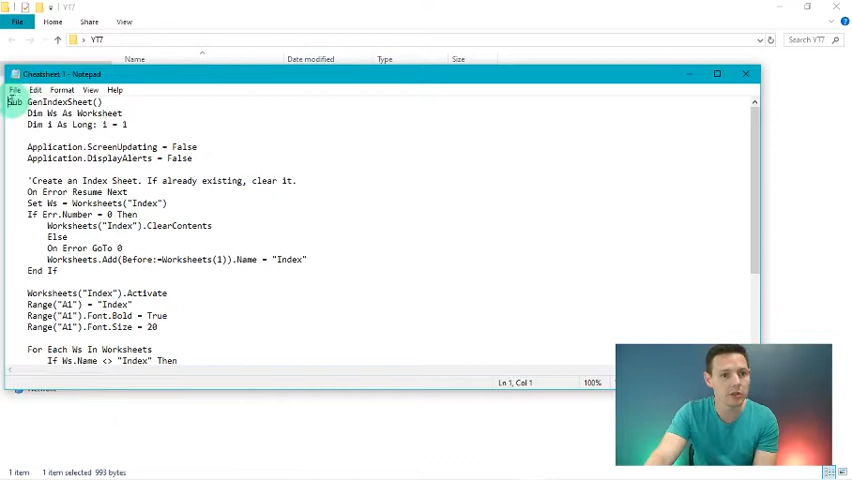 YT7
File Home Share View
YT7
Search YT7
Name Date modified Type Size
Cheatsheet 1 - Notepad
File Edit Format View Help
Sub GenIndexSheet()
Dim Ws As Worksheet
Dim i As Long: i = 1
Application.ScreenUpdating = False
Application.DisplayAlerts = False
'Create an Index Sheet. If already existing, clear it.
On Error Resume Next
Set Ws = Worksheets("Index")
If Err.Number = 0 Then
Worksheets("Index").ClearContents
Else
On Error GoTo 0
Worksheets.Add(Before:=Worksheets(1)).Name = "Index"
End If
Worksheets("Index").Activate
Range("A1") = "Index"
Range("A1").Font.Bold = True
Range("A1").Font.Size = 20
For Each Ws In Worksheets
If Ws.Name <> "Index" Then
Ln 1, Col 1 100%
1 item 1 item selected 993 bytes